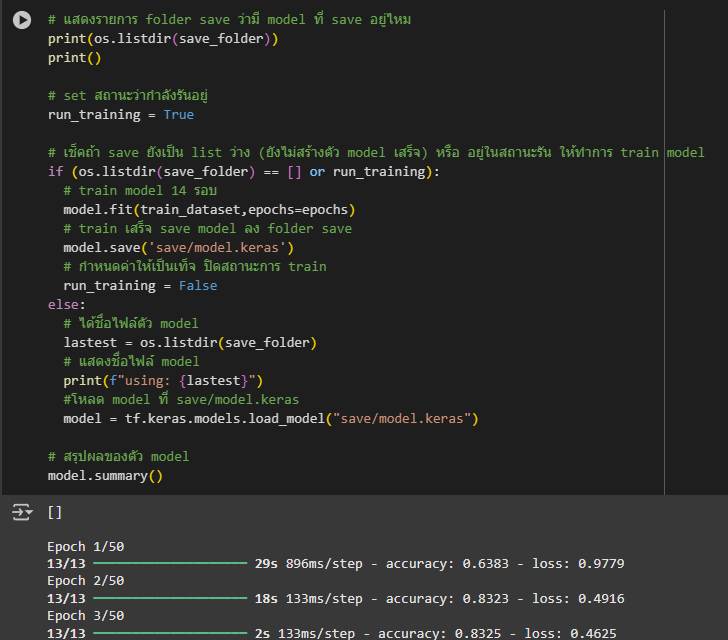 # แสดงรายการ folder save ว่ามี model ที่ save อยู่ไหม
print(os.listdir(save_folder))
print()

# set สถานะว่ากำลังรันอยู่
run_training = True

# เช็คถ้า save ยังเป็น list ว่าง (ยังไม่สร้างตัว model เสร็จ) หรือ อยู่ในสถานะรัน ให้ทำการ train model
if (os.listdir(save_folder) == [] or run_training):
  # train model 14 รอบ
  model.fit(train_dataset,epochs=epochs)
  # train เสร็จ save model ลง folder save
  model.save('save/model.keras')
  # กำหนดค่าให้เป็นเท็จ ปิดสถานะการ train
  run_training = False
else:
  # ได้ชื่อไฟล์ตัว model
  lastest = os.listdir(save_folder)
  # แสดงชื่อไฟล์ model
  print(f"using: {lastest}")
  #โหลด model ที่ save/model.keras
  model = tf.keras.models.load_model("save/model.keras")

# สรุปผลของตัว model
model.summary()
[]

Epoch 1/50
13/13 29s 896ms/step - accuracy: 0.6383 - loss: 0.9779
Epoch 2/50
13/13 18s 133ms/step - accuracy: 0.8323 - loss: 0.4916
Epoch 3/50
13/13 2s 133ms/step - accuracy: 0.8325 - loss: 0.4625